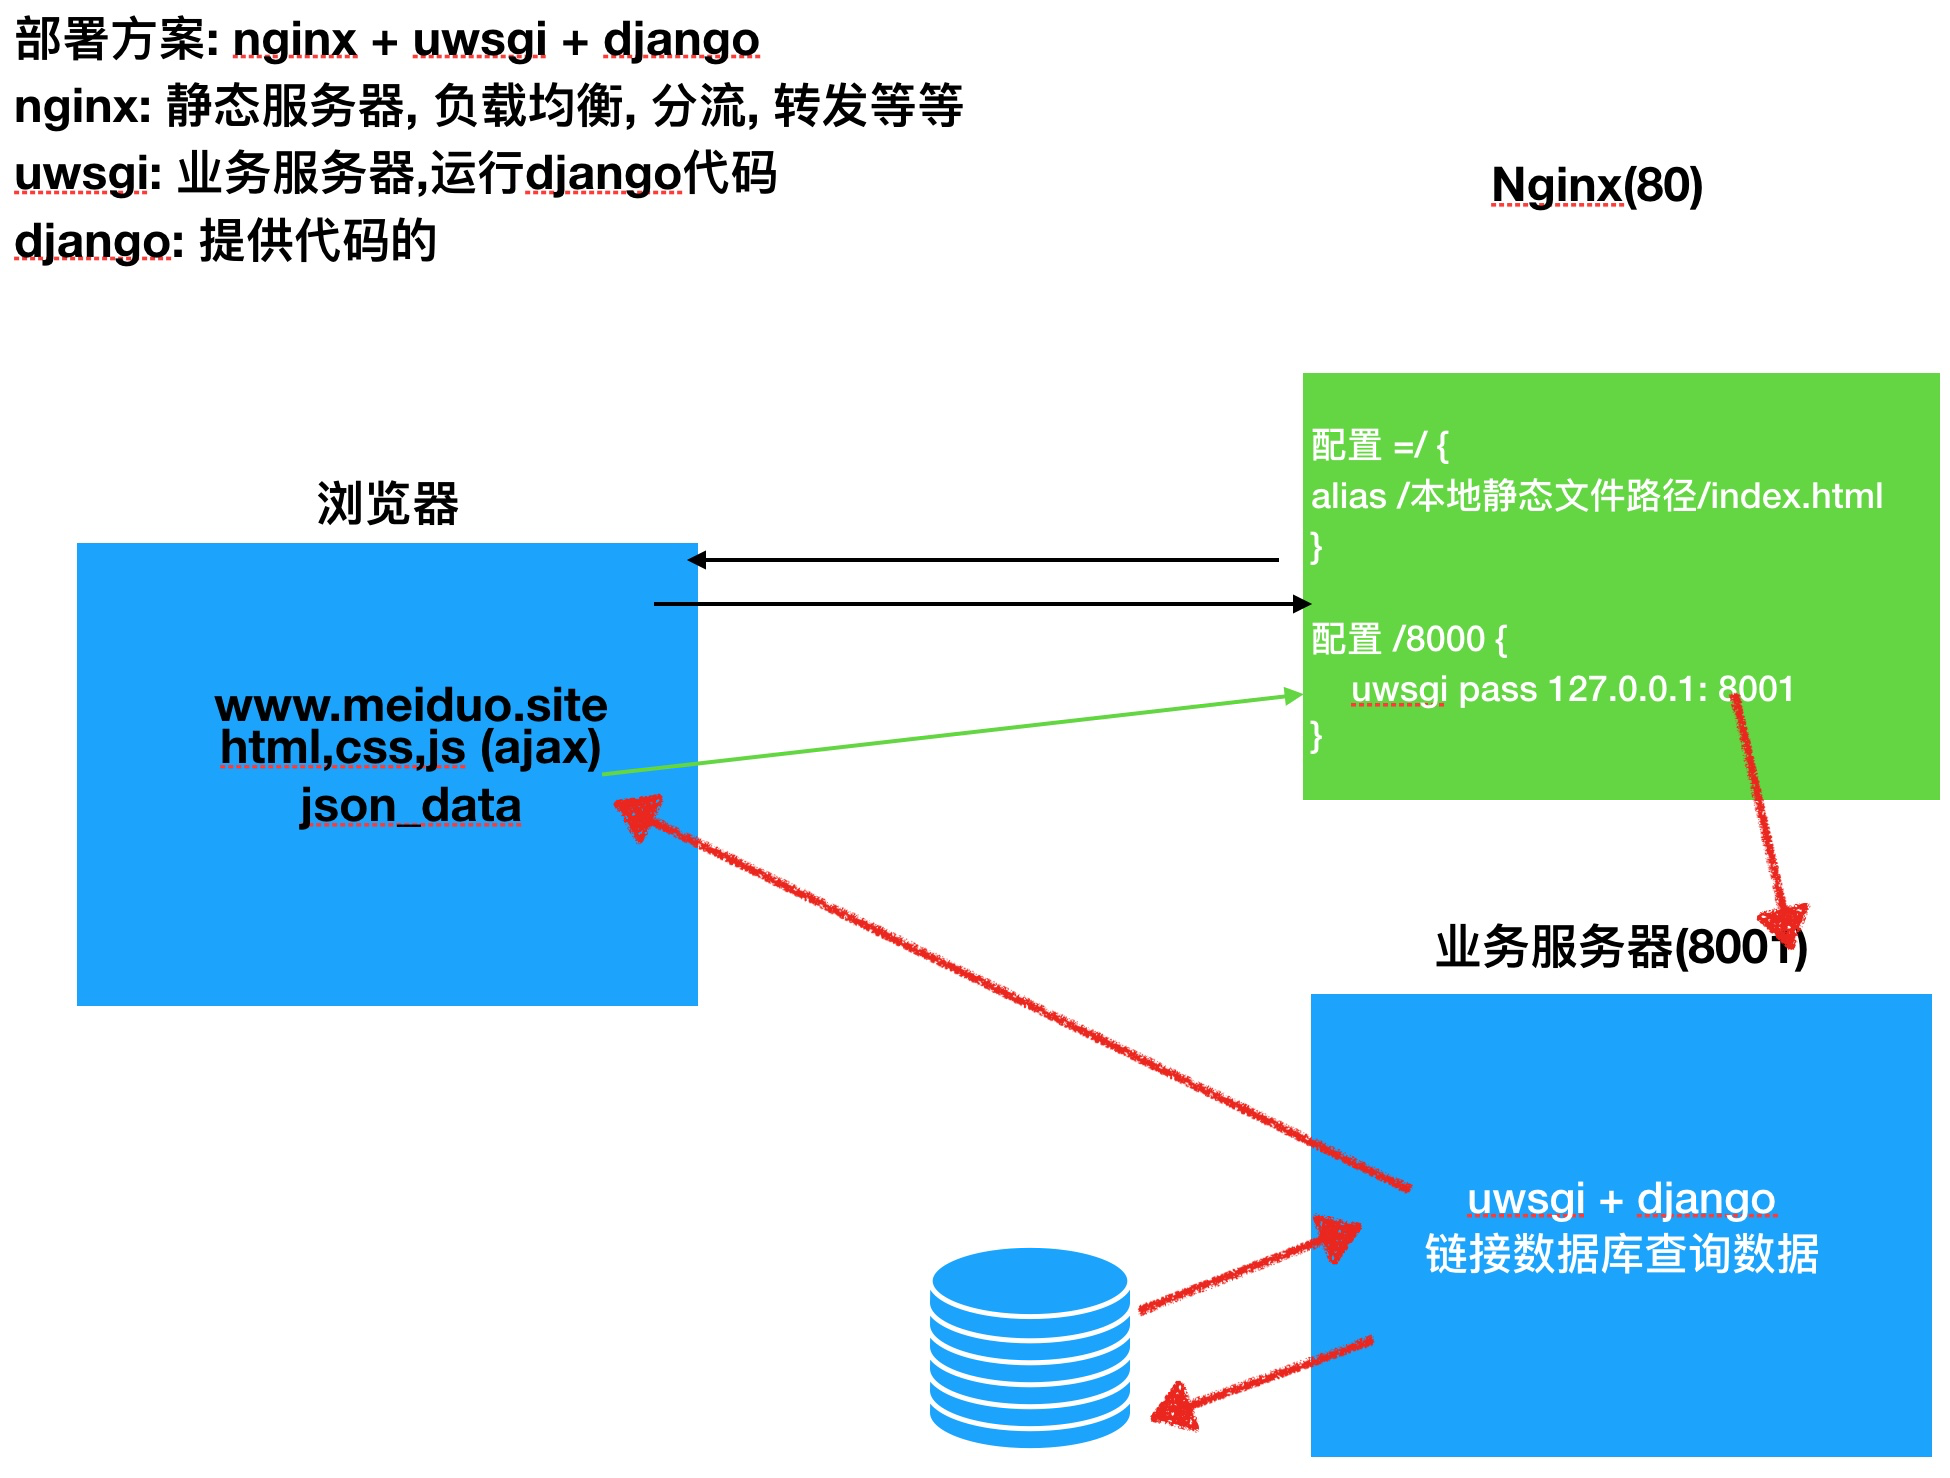 部署方案: nginx + uwsgi + django
nginx: 静态服务器, 负载均衡, 分流, 转发等等
uwsgi: 业务服务器,运行django代码
django: 提供代码的
Nginx(80)
配置 =/ {
alias /本地静态文件路径/index.html
}
配置 /8000 {
uwsgi pass 127.0.0.1: 8001
}
浏览器
www.meiduo.site
html,css,js (ajax)
json_data
业务服务器(8001)
uwsgi + django
链接数据库查询数据